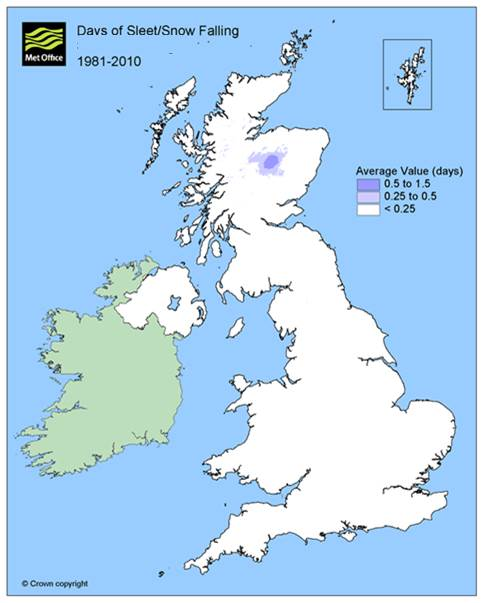 Days of Sleet/Snow Falling
Met Office
1981-2010
Average Value (days)
0.5 to 1.5
0.25 to 0.5
< 0.25
© Crown copyright